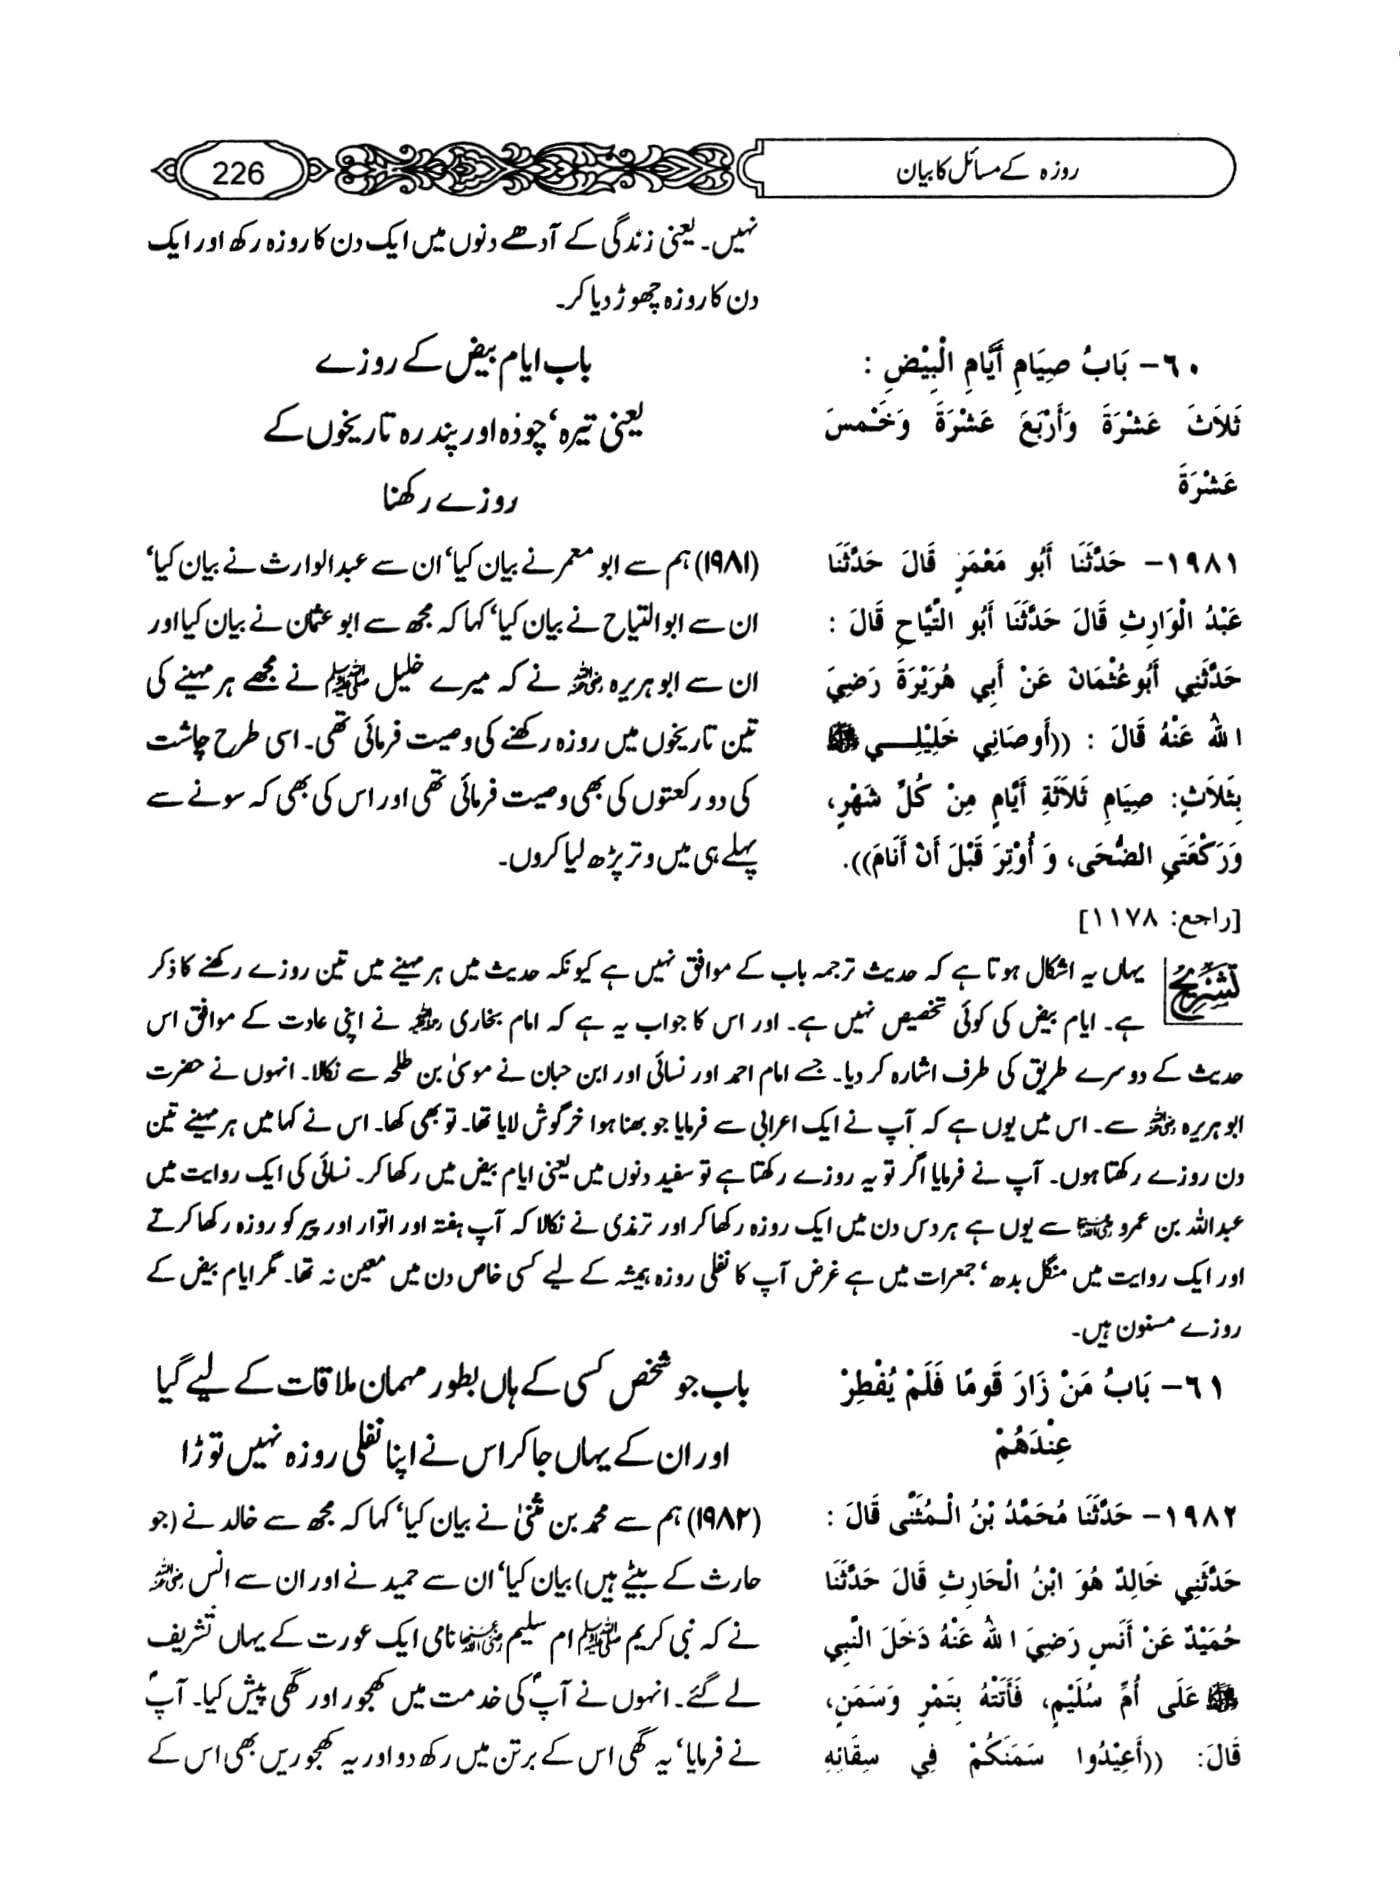 روزہ کے مسائل کا بیان
226
نہیں۔ یعنی زندگی کے آدھے دنوں میں ایک دن کا روزہ رکھ اور ایک
دن کا روزہ چھوڑ دیا کر۔
٦٠- بَابُ صِيَامِ أَيَّامِ الْبِيْضِ :
ثَلاَثَ عَشْرَةَ وَأَرْبَعَ عَشْرَةَ وَخَمْسَ
عَشْرَةَ
باب ایام بیض کے روزے
یعنی تیرہ‘ چودہ اور پندرہ تاریخوں کے
روزے رکھنا
١٩٨١- حَدَّثَنَا أَبُو مَعْمَرٍ قَالَ حَدَّثَنَا
عَبْدُ الْوَارِثِ قَالَ حَدَّثَنَا أَبُو التَّيَّاحِ قَالَ :
حَدَّثَنِي أَبُو عُثْمَانَ عَنْ أَبِي هُرَيْرَةَ رَضِيَ
اللهُ عَنْهُ قَالَ : ((أَوصَانِي خَلِيْلِـــي ﷺ
بِثَلاَثٍ: صِيَامِ ثَلاَثَةِ أَيَّامٍ مِنْ كُلِّ شَهْرٍ،
وَرَكْعَتَيِ الضُّحَى، وَ أُوْتِرَ قَبْلَ أَنْ أَنَامَ)).
[راجع: ١١٧٨]
(۱۹۸۱) ہم سے ابو معمر نے بیان کیا‘ ان سے عبدالوارث نے بیان کیا‘
ان سے ابوالتیاح نے بیان کیا‘ کہا کہ مجھ سے ابو عثمان نے بیان کیا اور
ان سے ابو ہریرہ رضی اللہ عنہ نے کہ میرے خلیل ﷺ نے مجھے ہر مہینے کی
تین تاریخوں میں روزہ رکھنے کی وصیت فرمائی تھی۔ اسی طرح چاشت
کی دو رکعتوں کی بھی وصیت فرمائی تھی اور اس کی بھی کہ سونے سے
پہلے ہی میں وتر پڑھ لیا کروں۔
تشریح یہاں یہ اشکال ہوتا ہے کہ حدیث ترجمہ باب کے موافق نہیں ہے کیونکہ حدیث میں ہر مہینے میں تین روزے رکھنے کا ذکر
ہے۔ ایام بیض کی کوئی تخصیص نہیں ہے۔ اور اس کا جواب یہ ہے کہ امام بخاری رحمہ اللہ نے اپنی عادت کے موافق اس
حدیث کے دوسرے طریق کی طرف اشارہ کر دیا۔ جسے امام احمد اور نسائی اور ابن حبان نے موسیٰ بن طلحہ سے نکالا۔ انہوں نے حضرت
ابو ہریرہ رضی اللہ عنہ سے۔ اس میں یوں ہے کہ آپ نے ایک اعرابی سے فرمایا جو بھنا ہوا خرگوش لایا تھا۔ تو بھی کھا۔ اس نے کہا میں ہر مہینے تین
دن روزے رکھتا ہوں۔ آپ نے فرمایا اگر تو یہ روزے رکھتا ہے تو سفید دنوں میں یعنی ایام بیض میں رکھا کر۔ نسائی کی ایک روایت میں
عبداللہ بن عمرو رضی اللہ عنہما سے یوں ہے ہر دس دن میں ایک روزہ رکھا کر اور ترمذی نے نکالا کہ آپ ہفتہ اور اتوار اور پیر کو روزہ رکھا کرتے
اور ایک روایت میں منگل بدھ‘ جمعرات میں ہے غرض آپ کا نفلی روزہ ہمیشہ کے لیے کسی خاص دن میں معین نہ تھا۔ مگر ایام بیض کے
روزے مسنون ہیں۔
٦١- بَابُ مَنْ زَارَ قَومًا فَلَمْ يُفْطِرْ
عِنْدَهُمْ
باب جو شخص کسی کے ہاں بطور مہمان ملاقات کے لیے گیا
اور ان کے یہاں جا کر اس نے اپنا نفلی روزہ نہیں توڑا
١٩٨٢- حَدَّثَنَا مُحَمَّدُ بْنُ الْـمُثَنَّى قَالَ :
حَدَّثَنِي خَالِدٌ هُوَ ابْنُ الْحَارِثِ قَالَ حَدَّثَنَا
حُمَيْدٌ عَنْ أَنَسٍ رَضِيَ اللهُ عَنْهُ دَخَلَ النَّبِي
ﷺ عَلَى أُمِّ سُلَيْمٍ، فَأَتَتْهُ بِتَمْرٍ وَسَمَنٍ،
قَالَ: ((أَعِيْدُوا سَمَنَكُمْ فِي سِقَائِهِ
(۱۹۸۲) ہم سے محمد بن مثنیٰ نے بیان کیا‘ کہا کہ مجھ سے خالد نے (جو
حارث کے بیٹے ہیں) بیان کیا‘ ان سے حمید نے اور ان سے انس رضی اللہ عنہ
نے کہ نبی کریم ﷺ ام سلیم رضی اللہ عنہا نامی ایک عورت کے یہاں تشریف
لے گئے۔ انہوں نے آپؐ کی خدمت میں کھجور اور گھی پیش کیا۔ آپؐ
نے فرمایا‘ یہ گھی اس کے برتن میں رکھ دو اور یہ کھجوریں بھی اس کے